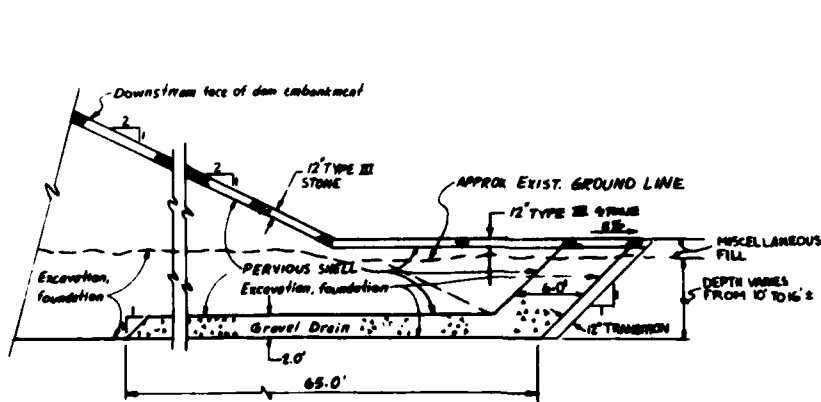 Downstream face of dam embankment
2
1
2
1
12" TYPE III
STONE
APPROX EXIST. GROUND LINE
12" TYPE III STONE
MISCELLANEOUS
FILL
PERVIOUS SHELL
Excavation,
foundation
Excavation, foundation
6.0'
DEPTH VARIES
FROM 10' TO 16' ±
1
1
Gravel Drain
12" TRANSITION
2.0'
65.0'